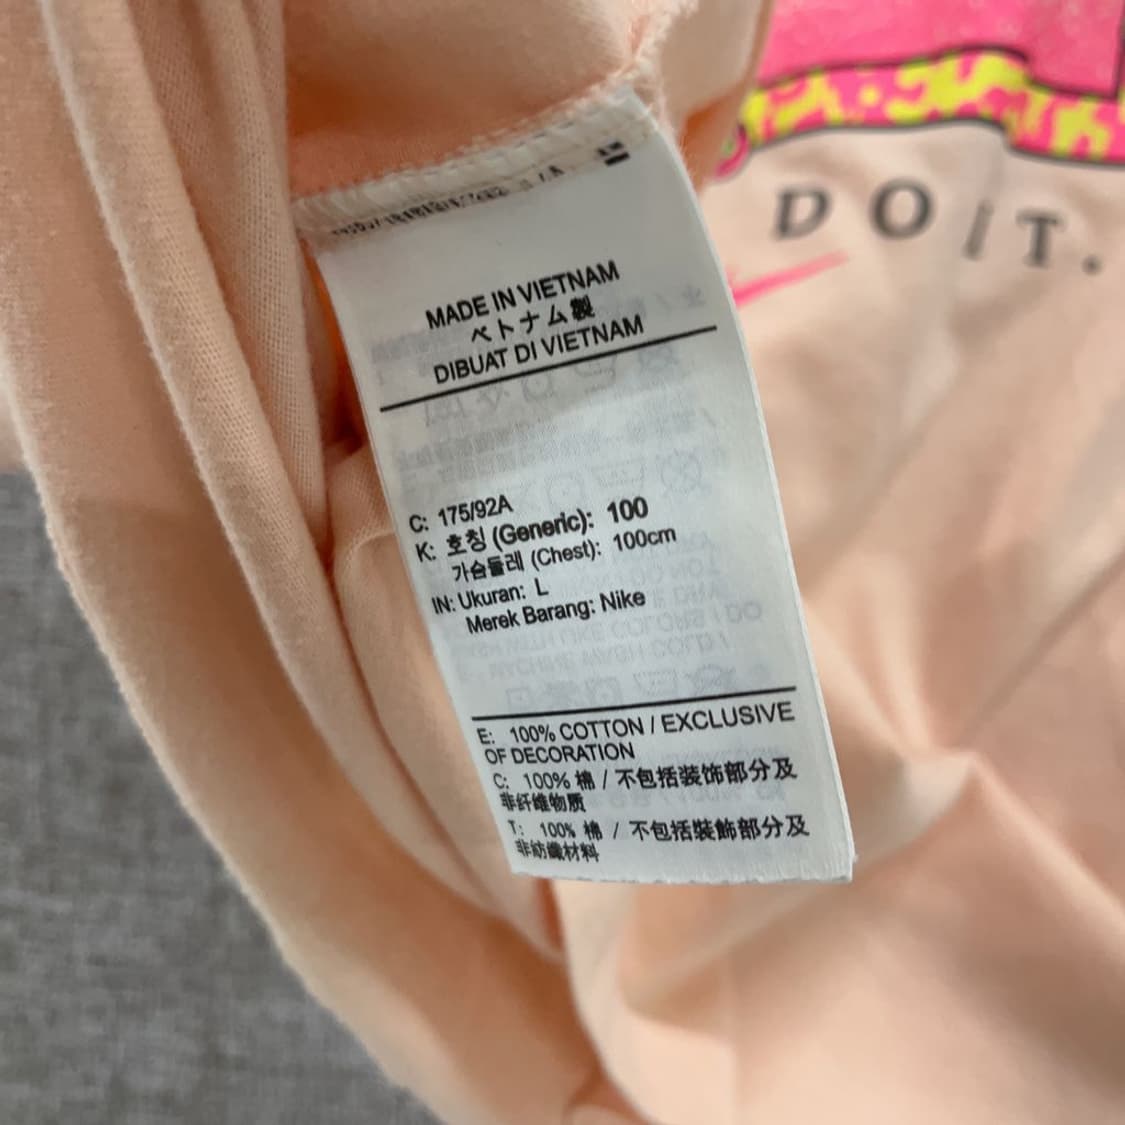 DO IT.
MADE IN VIETNAM
ベトナム製
DIBUAT DI VIETNAM
C: 175/92A
K: 호칭 (Generic): 100
가슴둘레 (Chest): 100cm
IN: Ukuran: L
Merek Barang: Nike
E: 100% COTTON / EXCLUSIVE
OF DECORATION
C: 100% 棉 / 不包括装饰部分及
非纤维物质
T: 100% 棉 / 不包括裝飾部分及
非紡織材料